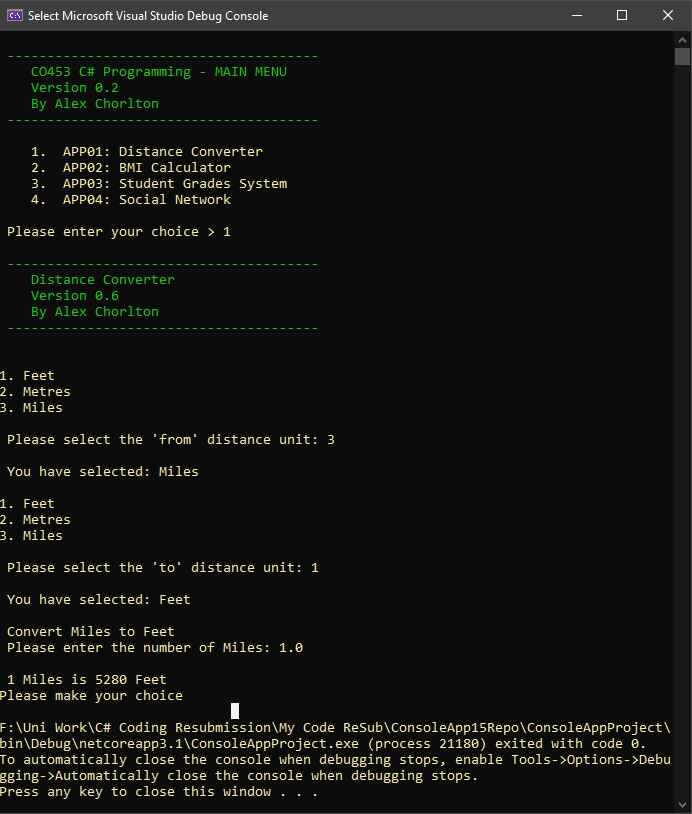 Select Microsoft Visual Studio Debug Console
---------------------------------------
CO453 C# Programming - MAIN MENU
Version 0.2
By Alex Chorlton
---------------------------------------
1. APP01: Distance Converter
2. APP02: BMI Calculator
3. APP03: Student Grades System
4. APP04: Social Network
Please enter your choice > 1
---------------------------------------
Distance Converter
Version 0.6
By Alex Chorlton
---------------------------------------
1. Feet
2. Metres
3. Miles
Please select the 'from' distance unit: 3
You have selected: Miles
1. Feet
2. Metres
3. Miles
Please select the 'to' distance unit: 1
You have selected: Feet
Convert Miles to Feet
Please enter the number of Miles: 1.0
1 Miles is 5280 Feet
Please make your choice
F:\Uni Work\C# Coding Resubmission\My Code ReSub\ConsoleApp15Repo\ConsoleAppProject\
bin\Debug\netcoreapp3.1\ConsoleAppProject.exe (process 21180) exited with code 0.
To automatically close the console when debugging stops, enable Tools->Options->Debu
gging->Automatically close the console when debugging stops.
Press any key to close this window . . .